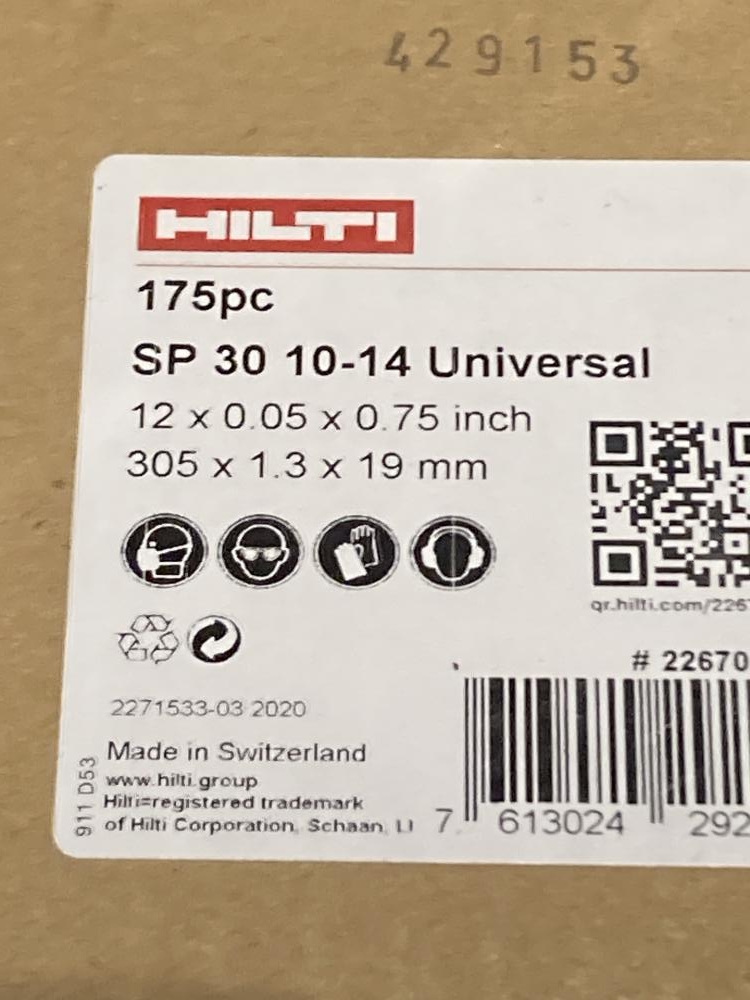 429153
HILTI
175pc
SP 30 10-14 Universal
12 x 0.05 x 0.75 inch
305 x 1.3 x 19 mm
qr.hilti.com/226
# 22670
2271533-03 2020
Made in Switzerland
www.hilti.group
Hilti=registered trademark
of Hilti Corporation, Schaan, LI
911 D53
7 613024 292